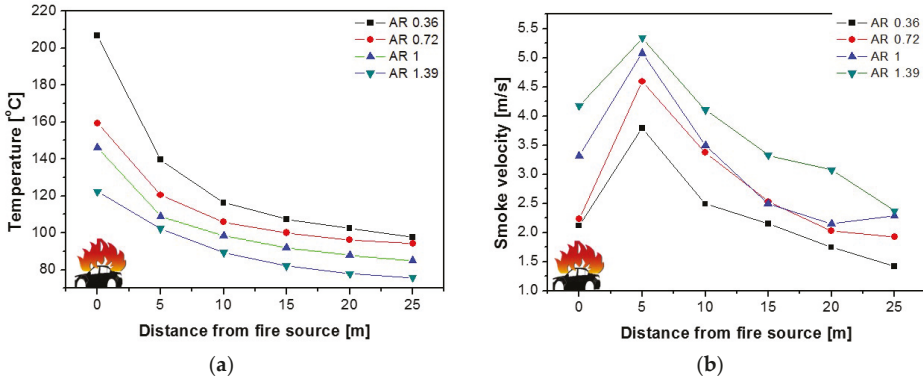 (a)
220
200
180
160
140
120
100
80
Temperature [°C]
AR 0.36
AR 0.72
AR 1
AR 1.39
0 5 10 15 20 25
Distance from fire source [m]
(a)
5.5
5.0
4.5
4.0
3.5
3.0
2.5
2.0
1.5
1.0
Smoke velocity [m/s]
AR 0.36
AR 0.72
AR 1
AR 1.39
0 5 10 15 20 25
Distance from fire source [m]
(b)